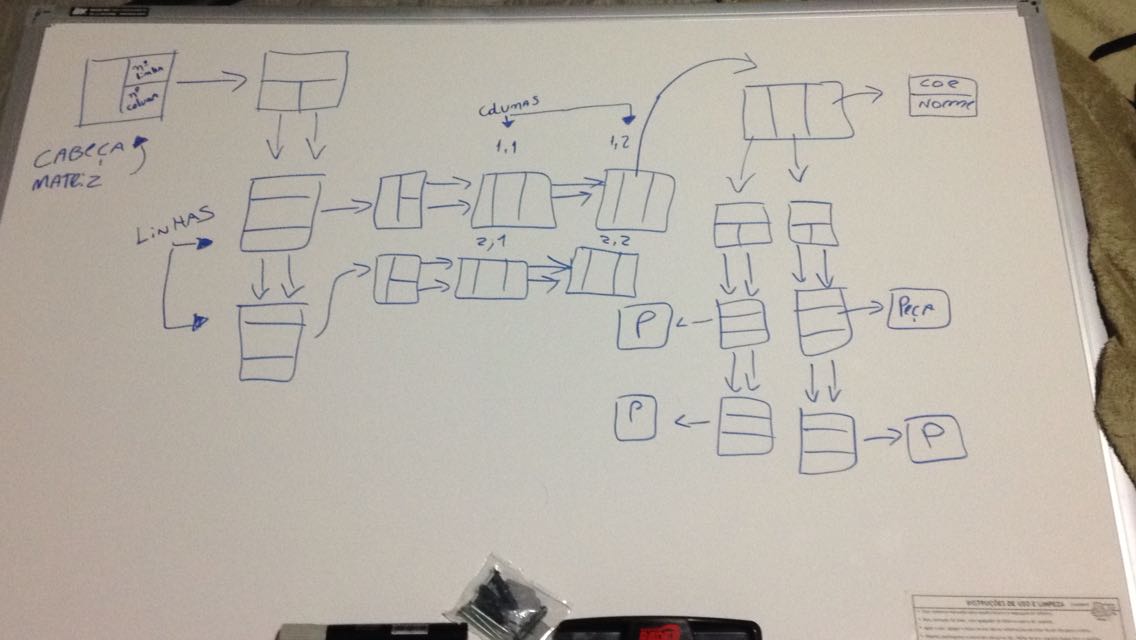 nº
linha
nº
coluna
CABEÇA
MATRIZ
COLUNAS
1,1
1,2
COR
NOME
LINHAS
2,1
2,2
P
PEÇA
P
P
INSTRUÇÕES DE USO E LIMPEZA